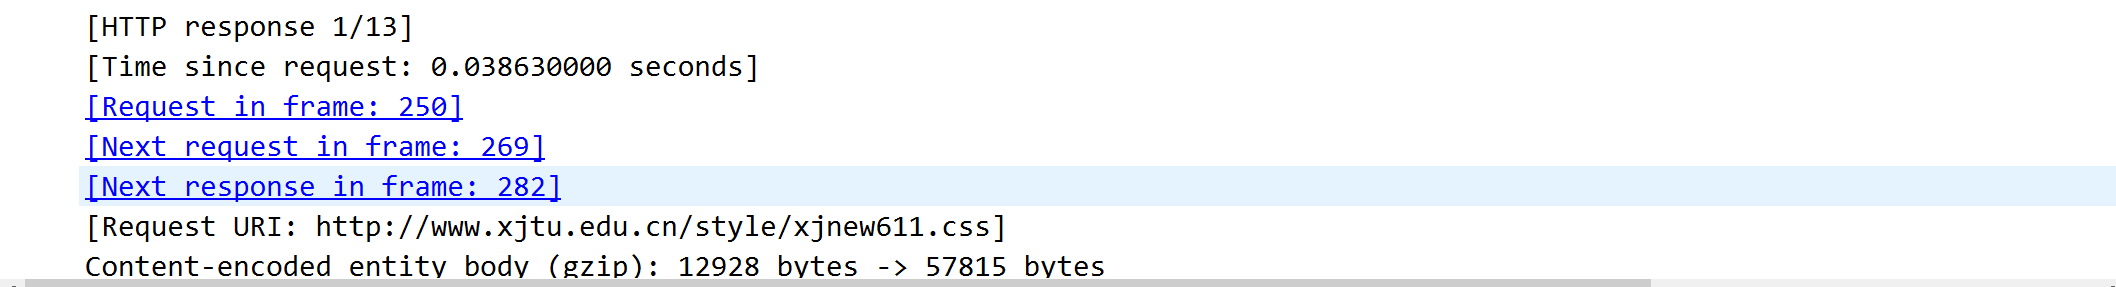 [HTTP response 1/13]
[Time since request: 0.038630000 seconds]
[Request in frame: 250]
[Next request in frame: 269]
[Next response in frame: 282]
[Request URI: http://www.xjtu.edu.cn/style/xjnew611.css]
Content-encoded entity body (gzip): 12928 bytes -> 57815 bytes